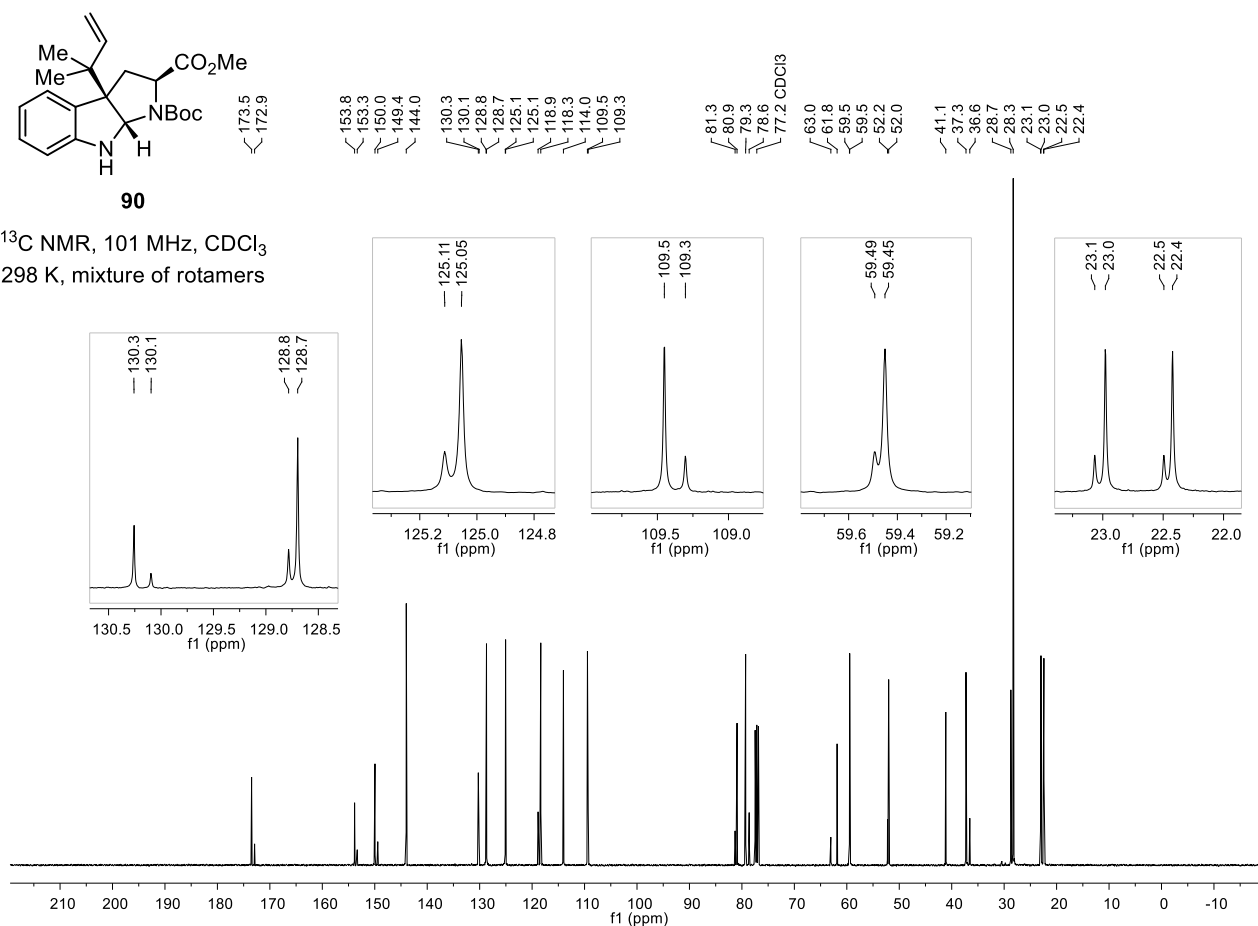 Me
CO2Me
Me
NBoc
N
H
H
90
13C NMR, 101 MHz, CDCl3
298 K, mixture of rotamers
173.5
172.9
153.8
153.3
150.0
149.4
144.0
130.3
130.1
128.8
128.7
125.1
125.1
118.9
118.3
114.0
109.5
109.3
81.3
80.9
79.3
78.6
77.2 CDCl3
63.0
61.8
59.5
59.5
52.2
52.0
41.1
37.3
36.6
28.7
28.3
23.1
23.0
22.5
22.4
130.3
130.1
128.8
128.7
130.5 130.0 129.5 129.0 128.5
f1 (ppm)
125.11
125.05
125.2 125.0 124.8
f1 (ppm)
109.5
109.3
109.5 109.0
f1 (ppm)
59.49
59.45
59.6 59.4 59.2
f1 (ppm)
23.1
23.0
22.5
22.4
23.0 22.5 22.0
f1 (ppm)
210 200 190 180 170 160 150 140 130 120 110 100 90 80 70 60 50 40 30 20 10 0 -10
f1 (ppm)